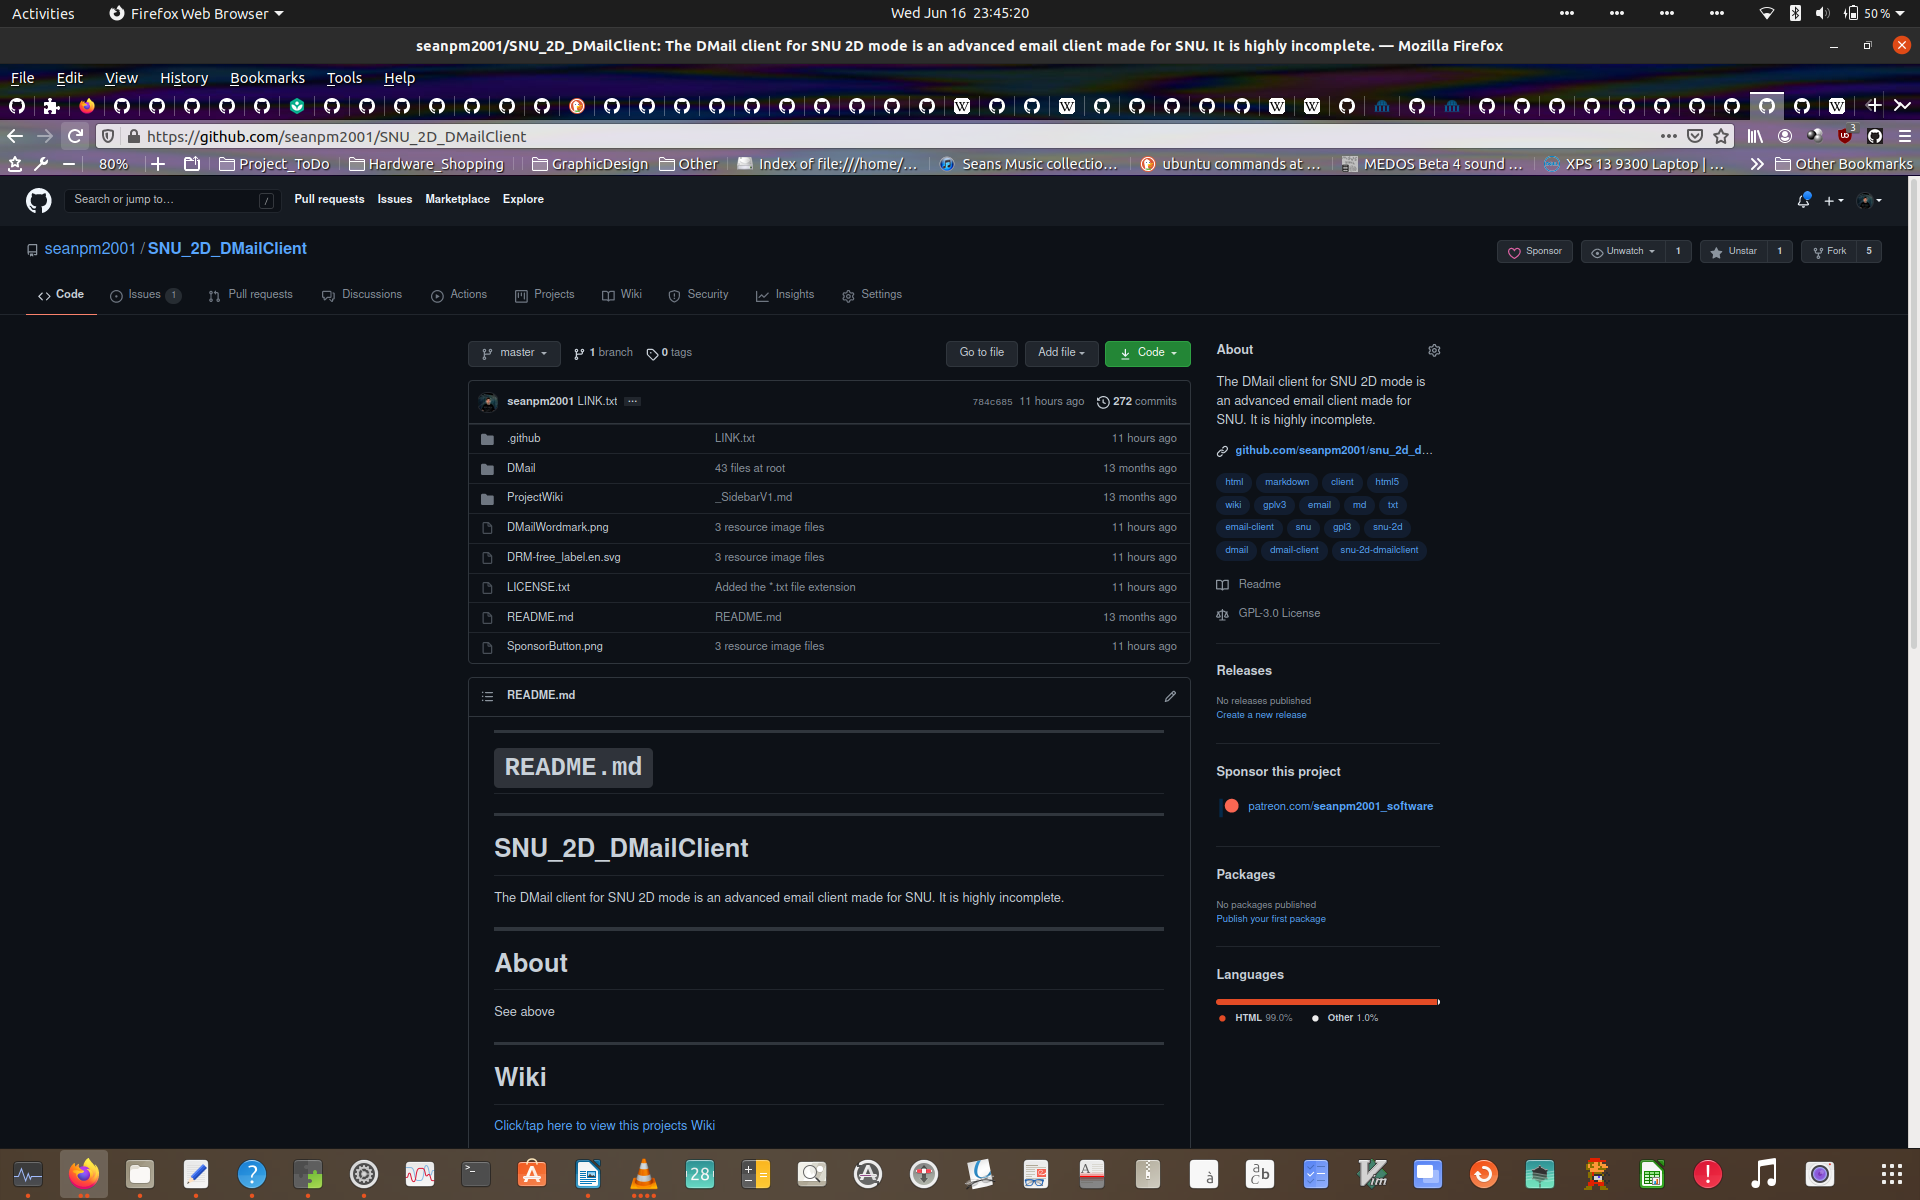 Activities Firefox Web Browser Wed Jun 16 23:45:20 50 %
seanpm2001/SNU_2D_DMailClient: The DMail client for SNU 2D mode is an advanced email client made for SNU. It is highly incomplete. — Mozilla Firefox
File Edit View History Bookmarks Tools Help
https://github.com/seanpm2001/SNU_2D_DMailClient 3
80% Project_ToDo Hardware_Shopping GraphicDesign Other Index of file:///home/... Seans Music collectio... ubuntu commands at ... MEDOS Beta 4 sound ... XPS 13 9300 Laptop | ... Other Bookmarks
Search or jump to... / Pull requests Issues Marketplace Explore
seanpm2001 / SNU_2D_DMailClient
Sponsor Unwatch 1 Unstar 1 Fork 5
Code Issues 1 Pull requests Discussions Actions Projects Wiki Security Insights Settings
master 1 branch 0 tags Go to file Add file Code
seanpm2001 LINK.txt ... 784c685 11 hours ago 272 commits
.github LINK.txt 11 hours ago
DMail 43 files at root 13 months ago
ProjectWiki _SidebarV1.md 13 months ago
DMailWordmark.png 3 resource image files 11 hours ago
DRM-free_label.en.svg 3 resource image files 11 hours ago
LICENSE.txt Added the *.txt file extension 11 hours ago
README.md README.md 13 months ago
SponsorButton.png 3 resource image files 11 hours ago
README.md
README.md
SNU_2D_DMailClient
The DMail client for SNU 2D mode is an advanced email client made for SNU. It is highly incomplete.
About
See above
Wiki
Click/tap here to view this projects Wiki
About
The DMail client for SNU 2D mode is
an advanced email client made for
SNU. It is highly incomplete.
github.com/seanpm2001/snu_2d_d...
html markdown client html5
wiki gplv3 email md txt
email-client snu gpl3 snu-2d
dmail dmail-client snu-2d-dmailclient
Readme
GPL-3.0 License
Releases
No releases published
Create a new release
Sponsor this project
patreon.com/seanpm2001_software
Packages
No packages published
Publish your first package
Languages
HTML 99.0% Other 1.0%
28